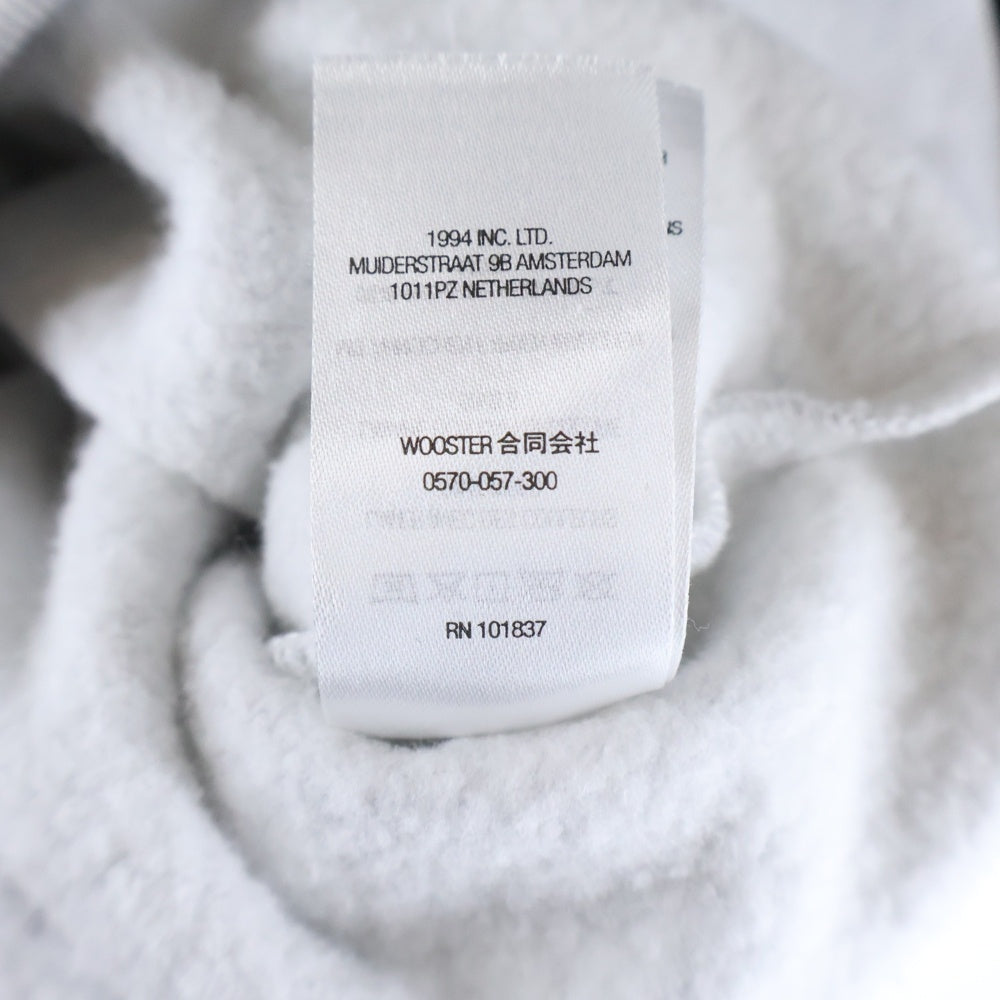 1994 INC. LTD.
MUIDERSTRAAT 9B AMSTERDAM
1011PZ NETHERLANDS
WOOSTER 合同会社
0570-057-300
RN 101837